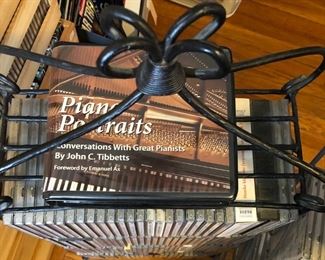 Piano
Portraits
Conversations With Great Pianists
By John C. Tibbetts
Foreword by Emanuel Ax